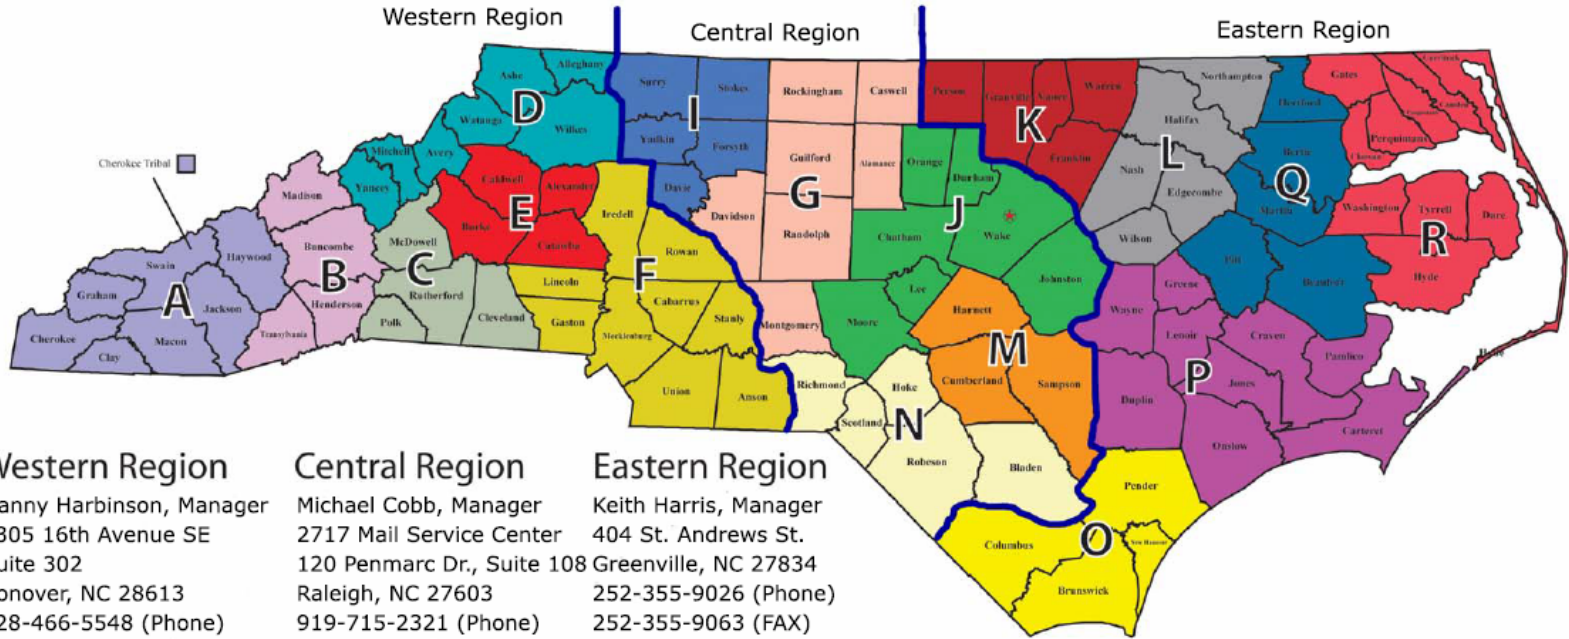 Western Region
Central Region
Eastern Region
Ashe
Alleghany
D
Watauga
Wilkes
Mitchell
Avery
Yancey
Surry
Stokes
I
Yadkin
Forsyth
Davie
Rockingham
Caswell
Guilford
Alamance
G
Davidson
Randolph
Montgomery
Person
Granville
Vance
Warren
K
Franklin
Northampton
Halifax
L
Nash
Edgecombe
Wilson
Hertford
Bertie
Q
Martin
Pitt
Beaufort
Gates
Currituck
Camden
Perquimans
Chowan
Washington
Tyrrell
Dare
R
Hyde
Hyde
Cherokee Tribal
Madison
Buncombe
B
Henderson
Transylvania
Haywood
Swain
Graham
A
Jackson
Cherokee
Macon
Clay
McDowell
C
Rutherford
Polk
Cleveland
Caldwell
Alexander
E
Burke
Catawba
Iredell
Rowan
F
Lincoln
Cabarrus
Gaston
Stanly
Mecklenburg
Union
Anson
Orange
Durham
J
Wake
Chatham
Johnston
Lee
Moore
Harnett
M
Cumberland
Sampson
Richmond
Hoke
Scotland
N
Robeson
Bladen
Greene
Wayne
Lenoir
Craven
Pamlico
P
Jones
Duplin
Onslow
Carteret
Pender
O
New Hanover
Columbus
Brunswick
Western Region
anny Harbinson, Manager
305 16th Avenue SE
uite 302
onover, NC 28613
28-466-5548 (Phone)
Central Region
Michael Cobb, Manager
2717 Mail Service Center
120 Penmarc Dr., Suite 108
Raleigh, NC 27603
919-715-2321 (Phone)
Eastern Region
Keith Harris, Manager
404 St. Andrews St.
Greenville, NC 27834
252-355-9026 (Phone)
252-355-9063 (FAX)